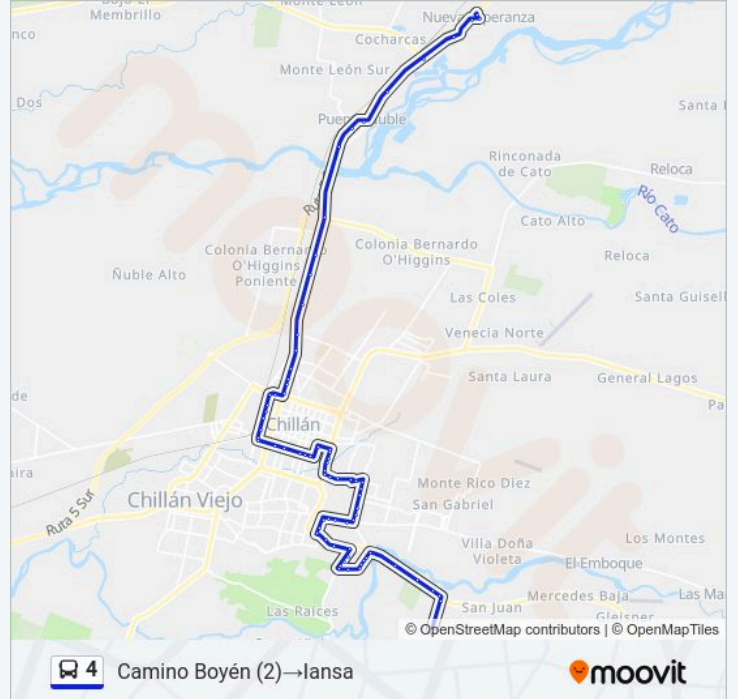 Bajo El
Membrillo
Monte León
Nueva Esperanza
nco
Cocharcas
Monte León Sur
Dos
Puente Ñuble
Santa
Rinconada
de Cato
Reloca
Río Cato
Ruta 5
Cato Alto
Colonia Bernardo
O'Higgins
Poniente
Colonia Bernardo
O'Higgins
Reloca
Ñuble Alto
Las Coles
Santa Guisell
Venecia Norte
Santa Laura
General Lagos
de
Pa
Chillán
aira
Monte Rico Diez
Chillán Viejo
San Gabriel
Ruta 5 Sur
Villa Doña
Violeta
Los Montes
El Emboque
Las Ma
Mercedes Baja
Las Raíces
San Juan
Gleisner
© OpenStreetMap contributors | © OpenMapTiles
4 Camino Boyén (2)→Iansa
moovit
moovit